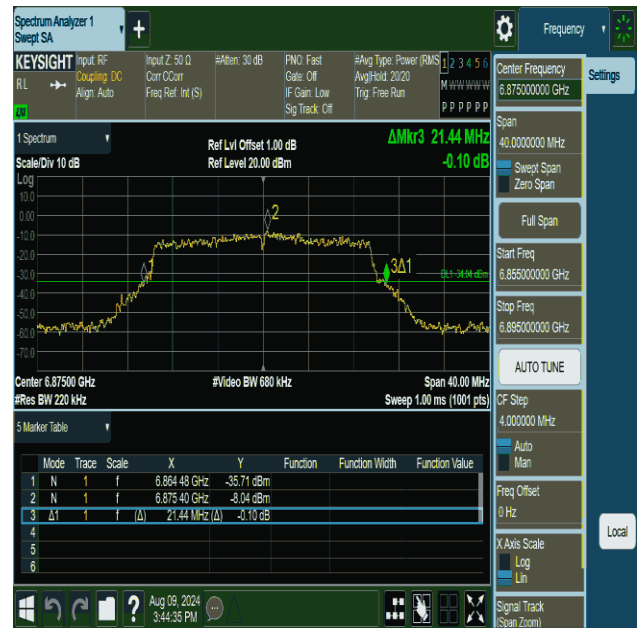 Spectrum Analyzer 1
Swept SA
Frequency
KEYSIGHT
RL
Input: RF
Coupling: DC
Align: Auto
Input Z: 50 Ω
Corr CCorr
Freq Ref: Int (S)
#Atten: 30 dB
PNO: Fast
Gate: Off
IF Gain: Low
Sig Track: Off
#Avg Type: Power (RMS
Avg|Hold: 20/20
Trig: Free Run
1 2 3 4 5 6
M W W W W W
P P P P P P
Center Frequency
6.875000000 GHz
Settings
Span
40.0000000 MHz
Swept Span
Zero Span
Full Span
Start Freq
6.855000000 GHz
Stop Freq
6.895000000 GHz
AUTO TUNE
CF Step
4.000000 MHz
Auto
Man
Freq Offset
0 Hz
X Axis Scale
Log
Lin
Signal Track
(Span Zoom)
Local
1 Spectrum
Scale/Div 10 dB
Ref Lvl Offset 1.00 dB
Ref Level 20.00 dBm
ΔMkr3 21.44 MHz
-0.10 dB
Log
10.0
0.00
-10.0
-20.0
-30.0
-40.0
-50.0
-60.0
-70.0
1
2
3Δ1
DL1 -34.04 dBm
Center 6.87500 GHz
#Video BW 680 kHz
Span 40.00 MHz
#Res BW 220 kHz
Sweep 1.00 ms (1001 pts)
5 Marker Table
Mode Trace Scale X Y Function Function Width Function Value
1 N 1 f 6.864 48 GHz -35.71 dBm
2 N 1 f 6.875 40 GHz -8.04 dBm
3 Δ1 1 f (Δ) 21.44 MHz (Δ) -0.10 dB
4
5
6
?
Aug 09, 2024
3:44:35 PM